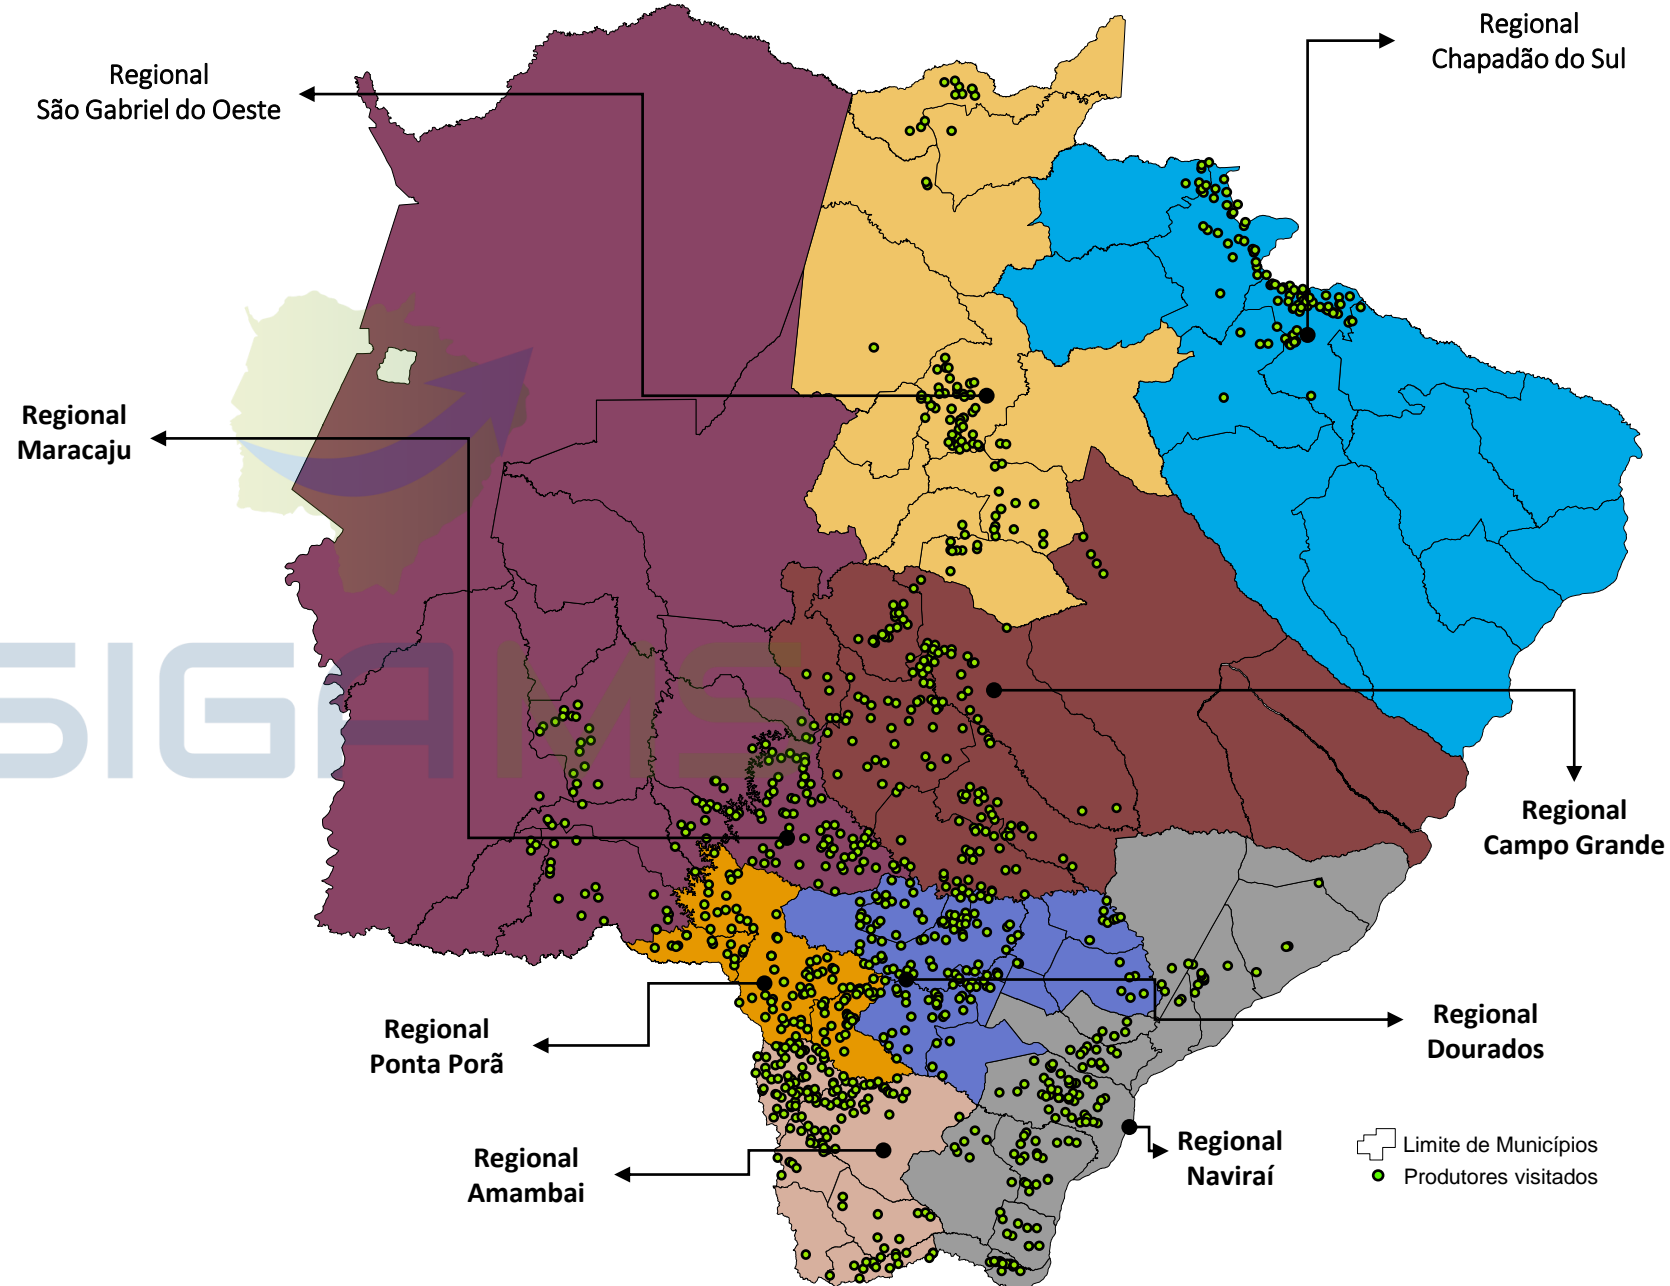 Regional
Chapadão do Sul
Regional
São Gabriel do Oeste
Regional
Maracaju
SIGAMS
Regional
Campo Grande
Regional
Ponta Porã
Regional
Dourados
Regional
Amambai
Regional
Naviraí
Limite de Municípios
Produtores visitados